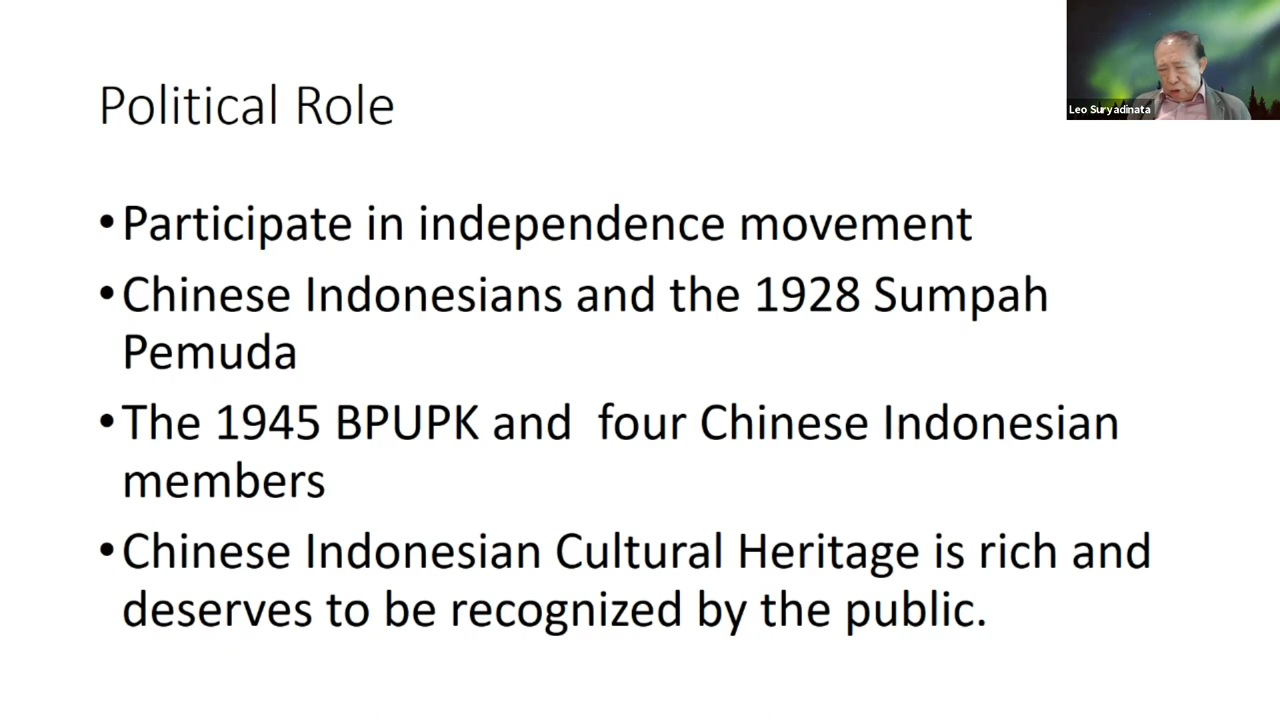 Political Role
Leo Suryadinata
•Participate in independence movement
•Chinese Indonesians and the 1928 Sumpah
Pemuda
•The 1945 BPUPK and  four Chinese Indonesian
members
•Chinese Indonesian Cultural Heritage is rich and
deserves to be recognized by the public.